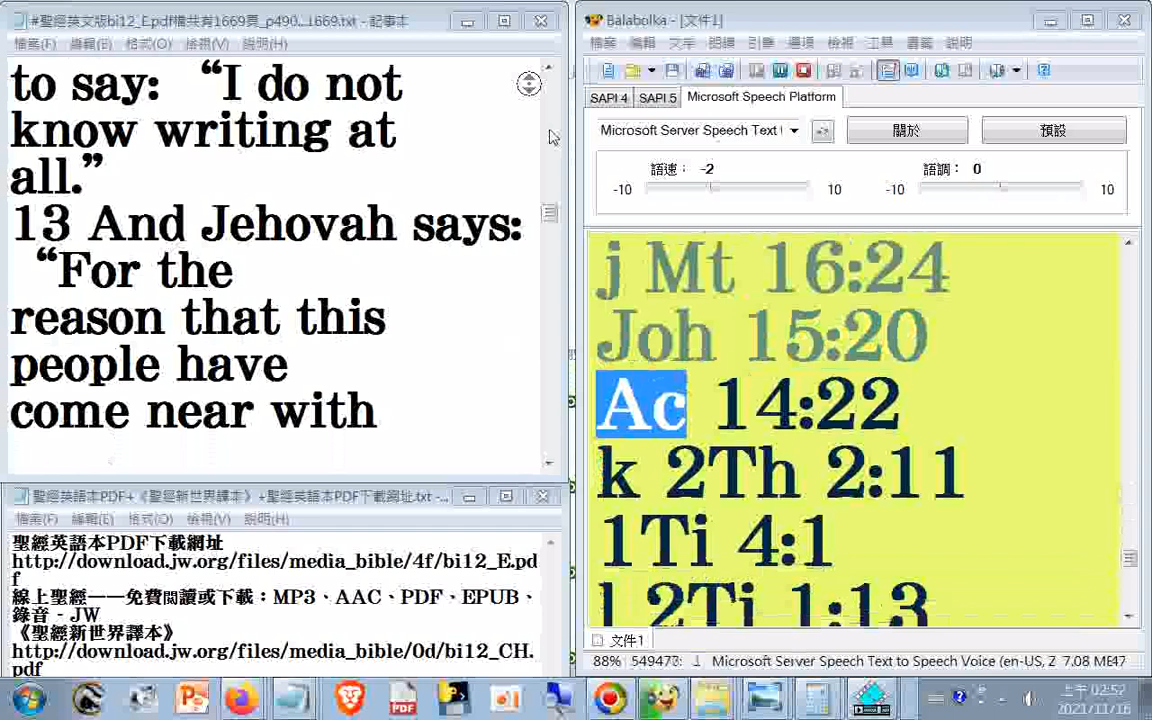 #聖經英文版bi12_E.pdf檔共有1669頁_p490...1669.txt - 記事本
檔案(F) 編輯(E) 格式(O) 檢視(V) 說明(H)
to say: “I do not
know writing at
all.”
13 And Jehovah says:
“For the
reason that this
people have
come near with
聖經英語本PDF+《聖經新世界譯本》+聖經英語本PDF下載網址.txt - ...
檔案(F) 編輯(E) 格式(O) 檢視(V) 說明(H)
聖經英語本PDF下載網址
http://download.jw.org/files/media_bible/4f/bi12_E.pd
f
線上聖經——免費閱讀或下載：MP3、AAC、PDF、EPUB、
錄音 - JW
《聖經新世界譯本》
http://download.jw.org/files/media_bible/0d/bi12_CH.
pdf
Balabolka - [文件1]
檔案 編輯 文字 朗讀 引擎 選項 檢視 工具 書籤 說明
SAPI 4 SAPI 5 Microsoft Speech Platform
Microsoft Server Speech Text
關於 預設
語速: -2 語調: 0
-10 10 -10 10
j Mt 16:24
Joh 15:20
Ac 14:22
k 2Th 2:11
1Ti 4:1
l 2Ti 1:13
文件1
88% Microsoft Server Speech Text to Speech Voice (en-US, Z
上午 02:52
2021/11/16